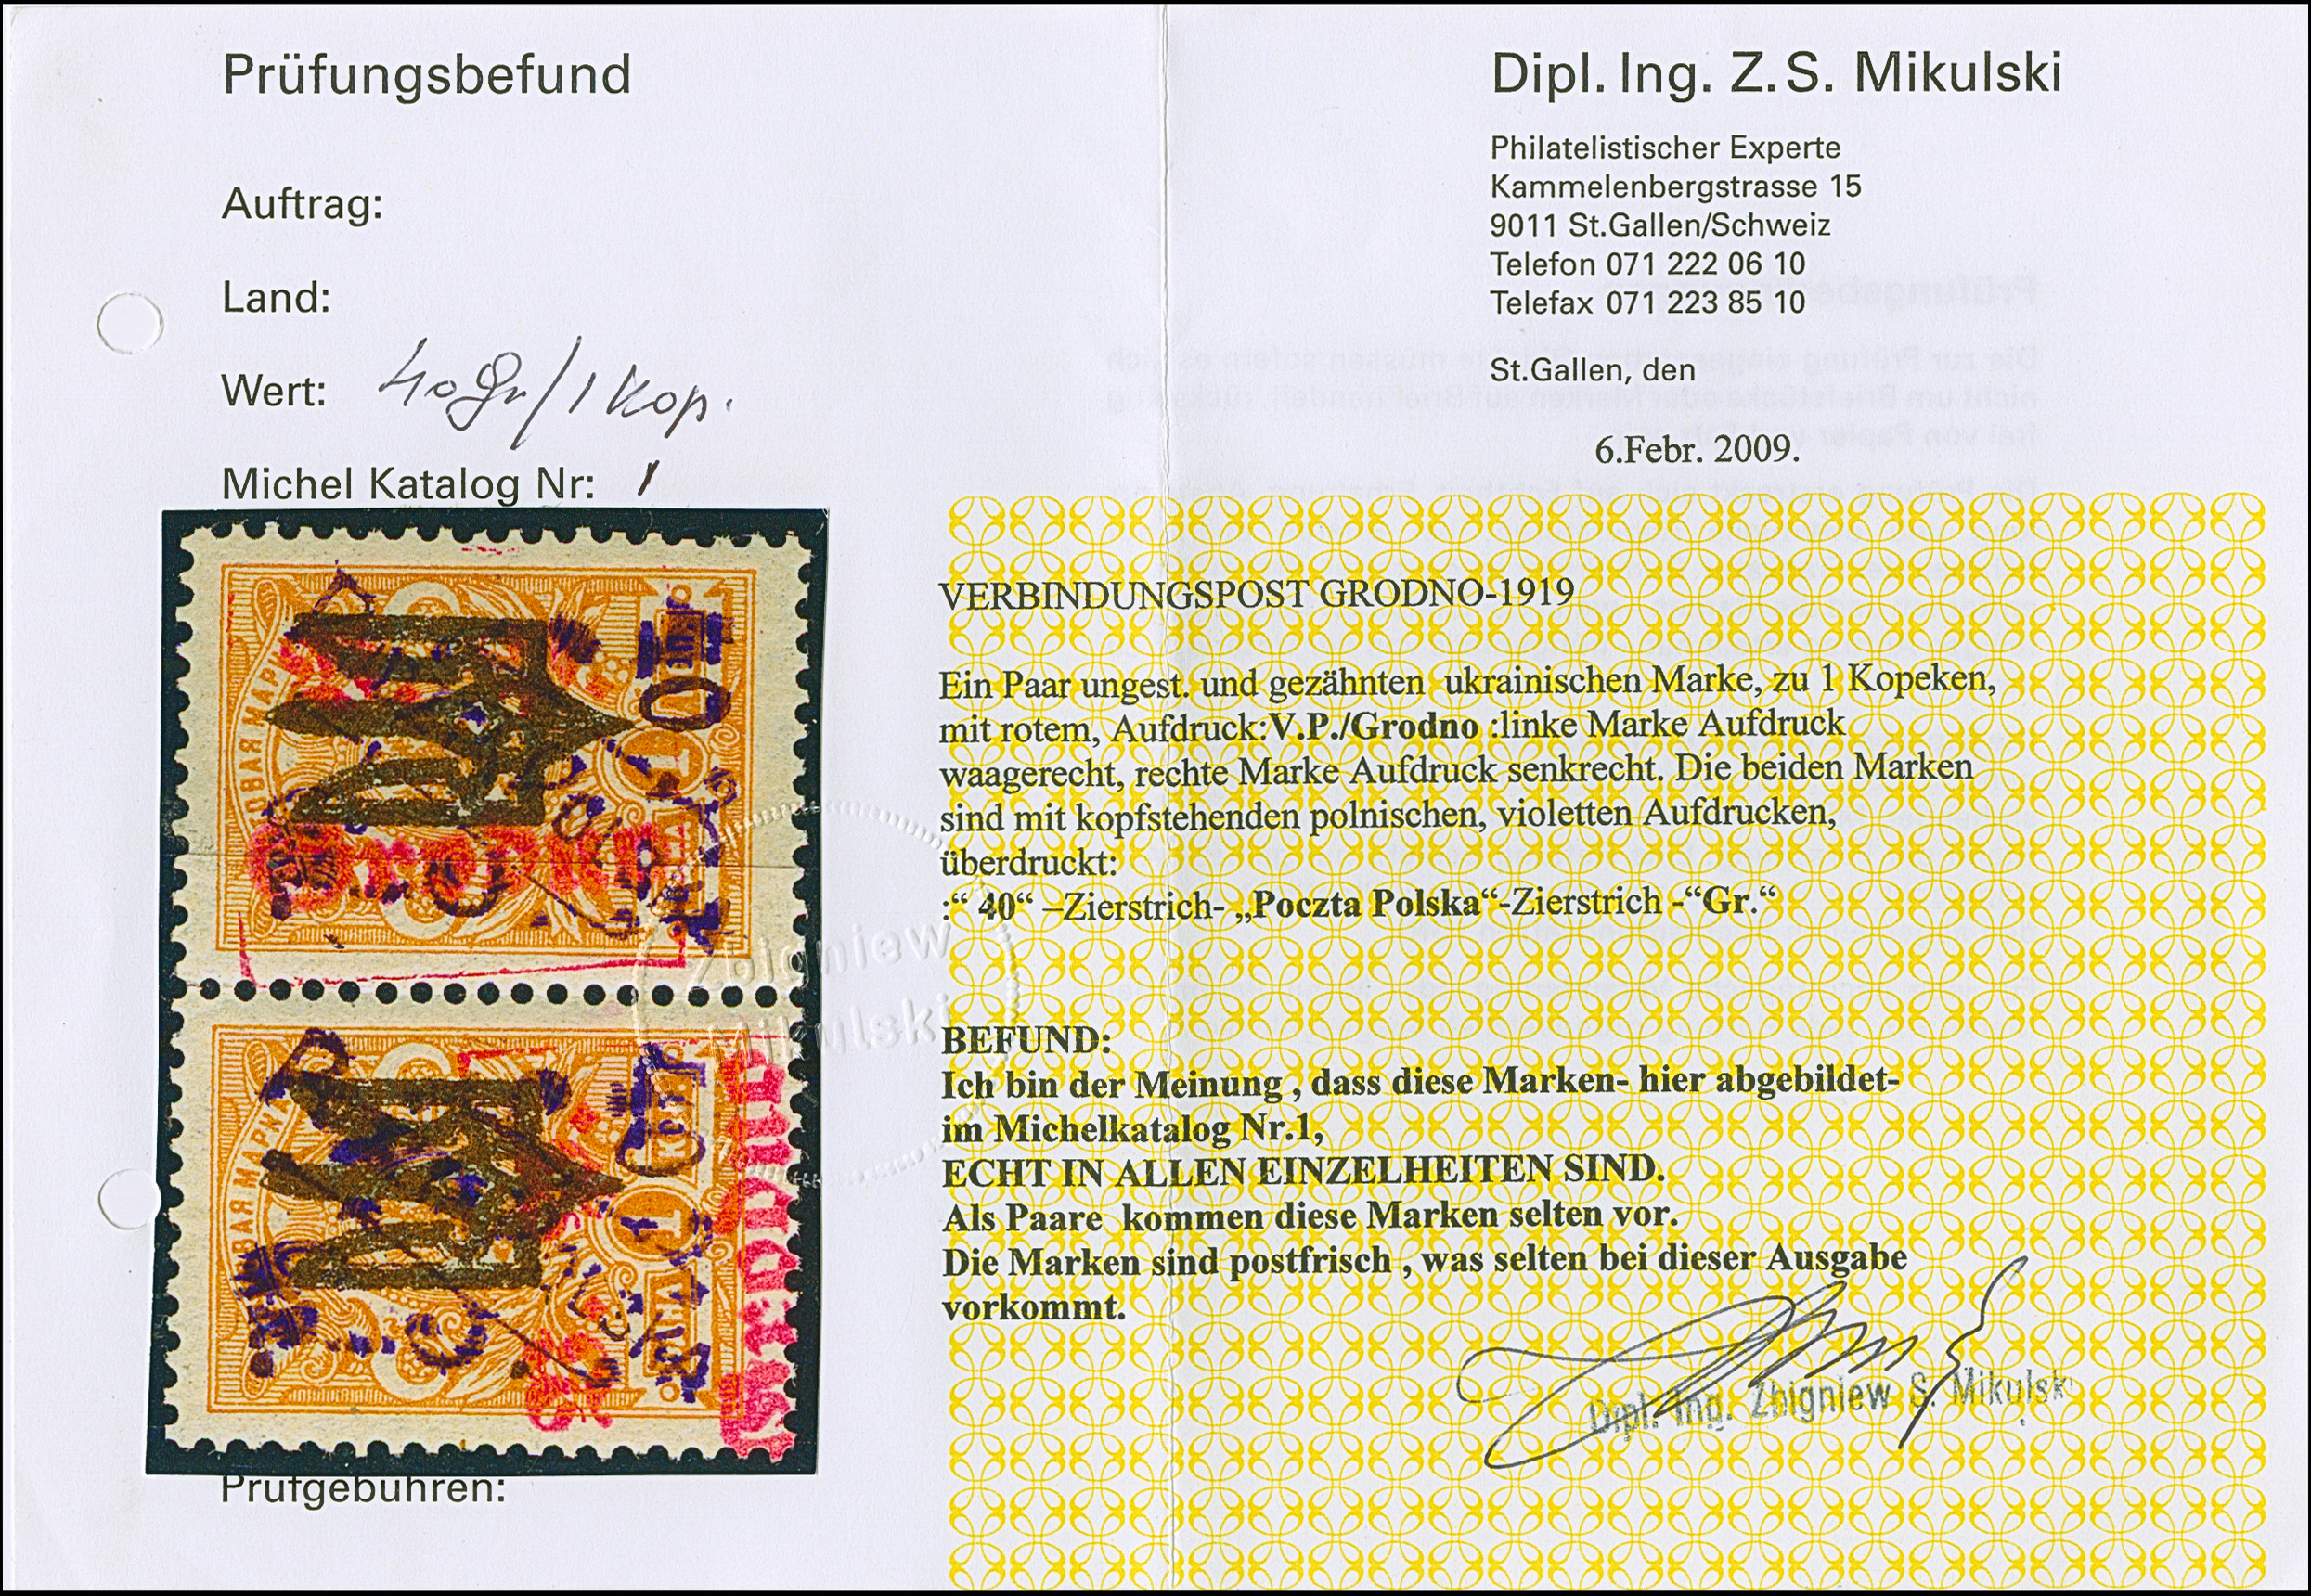 Prüfungsbefund
Auftrag:
Land:
Wert: 40 Gr/1 Kop.
Michel Katalog Nr: 1
Prüfgebühren:
Dipl. Ing. Z. S. Mikulski
Philatelistischer Experte
Kammelenbergstrasse 15
9011 St.Gallen/Schweiz
Telefon 071 222 06 10
Telefax 071 223 85 10
St.Gallen, den
6.Febr. 2009.
VERBINDUNGSPOST GRODNO-1919
Ein Paar ungest. und gezähnten ukrainischen Marke, zu 1 Kopeken,
mit rotem, Aufdruck:V.P./Grodno :linke Marke Aufdruck
waagerecht, rechte Marke Aufdruck senkrecht. Die beiden Marken
sind mit kopfstehenden polnischen, violetten Aufdrucken,
überdruckt:
:“ 40“ –Zierstrich- „Poczta Polska“-Zierstrich -“Gr.“
BEFUND:
Ich bin der Meinung , dass diese Marken- hier abgebildet-
im Michelkatalog Nr.1,
ECHT IN ALLEN EINZELHEITEN SIND.
Als Paare kommen diese Marken selten vor.
Die Marken sind postfrisch , was selten bei dieser Ausgabe
vorkommt.
Dipl. Ing. Zbigniew S. Mikulski
Zbigniew
Mikulski